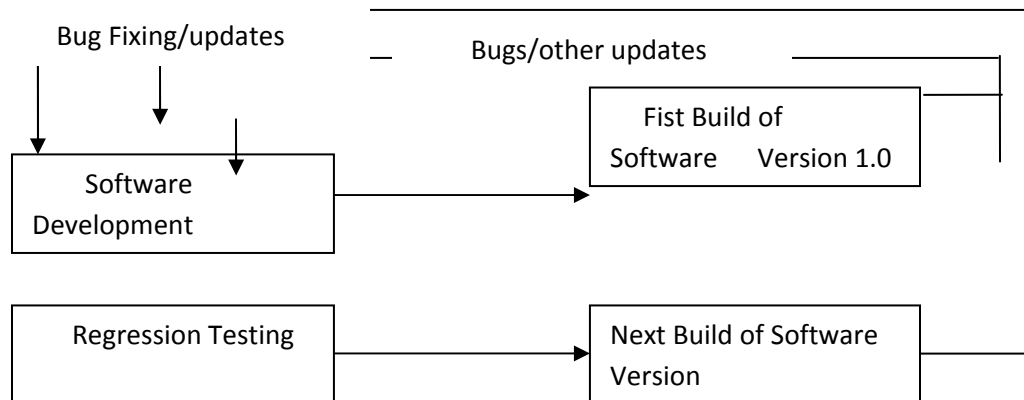 Bug Fixing/updates
Bugs/other updates
Fist Build of
Software Version 1.0
Software
Development
Regression Testing
Next Build of Software
Version